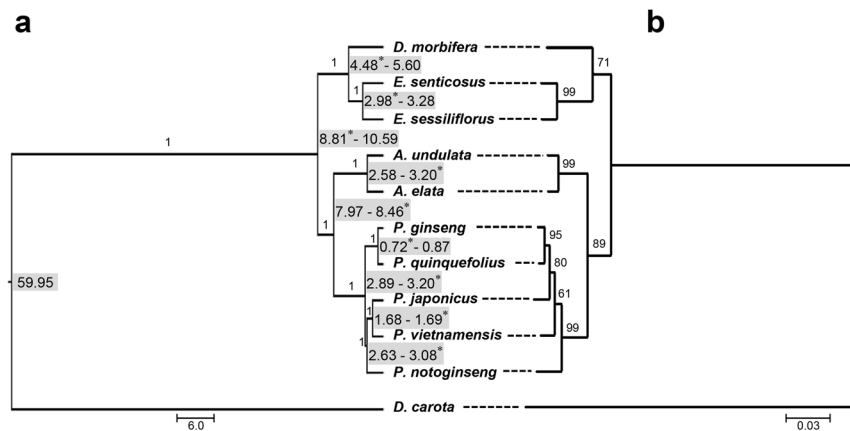 a b
D. morbifera
1 71
4.48*- 5.60
E. senticosus
1 99
2.98*- 3.28
E. sessiliflorus
8.81*- 10.59
1
A. undulata
1 99
2.58 - 3.20*
A. elata
7.97 - 8.46*
1
P. ginseng
1 95
0.72*- 0.87
89
P. quinquefolius
80
2.89 - 3.20*
59.95
1
P. japonicus
61
1 1.68 - 1.69*
P. vietnamensis
1 99
2.63 - 3.08*
P. notoginseng
D. carota
6.0 0.03